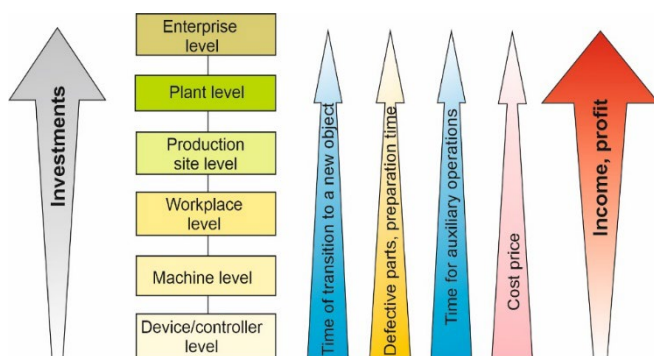 Investments
Enterprise
level
Plant level
Production
site level
Workplace
level
Machine level
Device/controller
level
Time of transition to a new object
Defective parts, preparation time
Time for auxiliary operations
Cost price
Income, profit